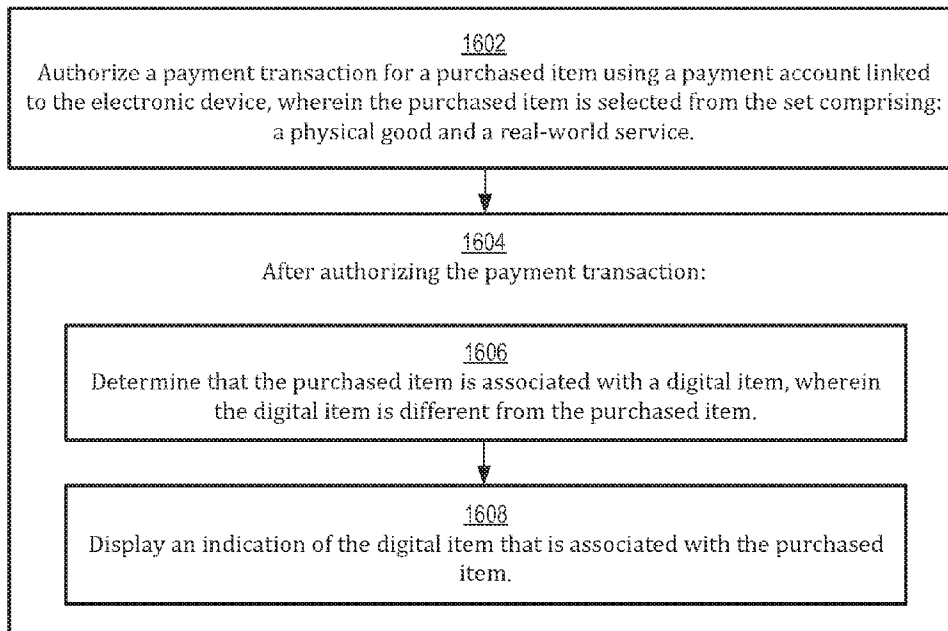 1602
Authorize a payment transaction for a purchased item using a payment account linked
to the electronic device, wherein the purchased item is selected from the set comprising:
a physical good and a real-world service.
1604
After authorizing the payment transaction:
1606
Determine that the purchased item is associated with a digital item, wherein
the digital item is different from the purchased item.
1608
Display an indication of the digital item that is associated with the purchased
item.